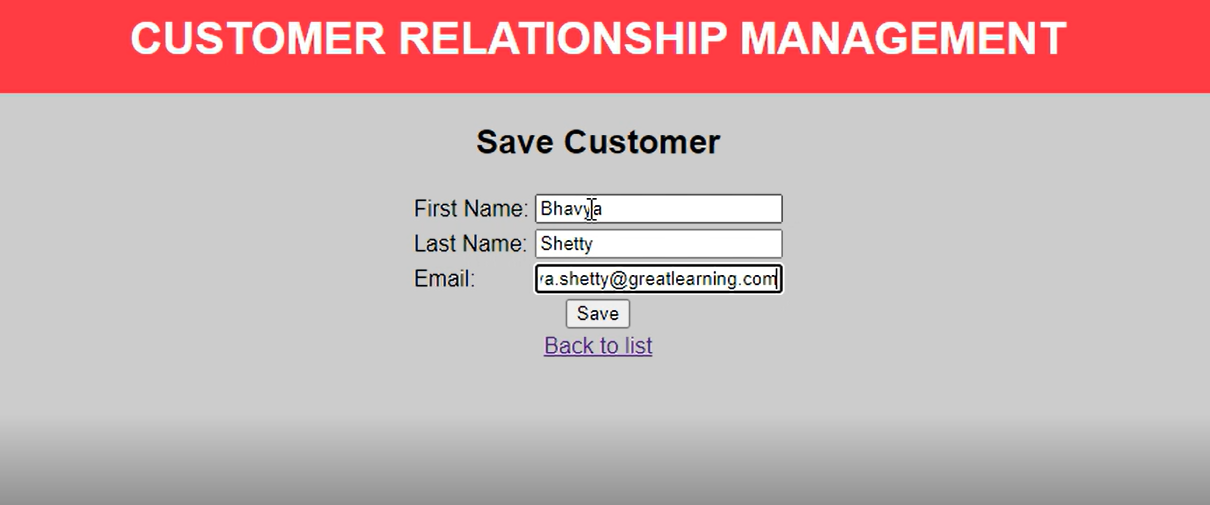 CUSTOMER RELATIONSHIP MANAGEMENT
Save Customer
First Name: Bhavya
Last Name: Shetty
Email: a.shetty@greatlearning.com
Save
Back to list